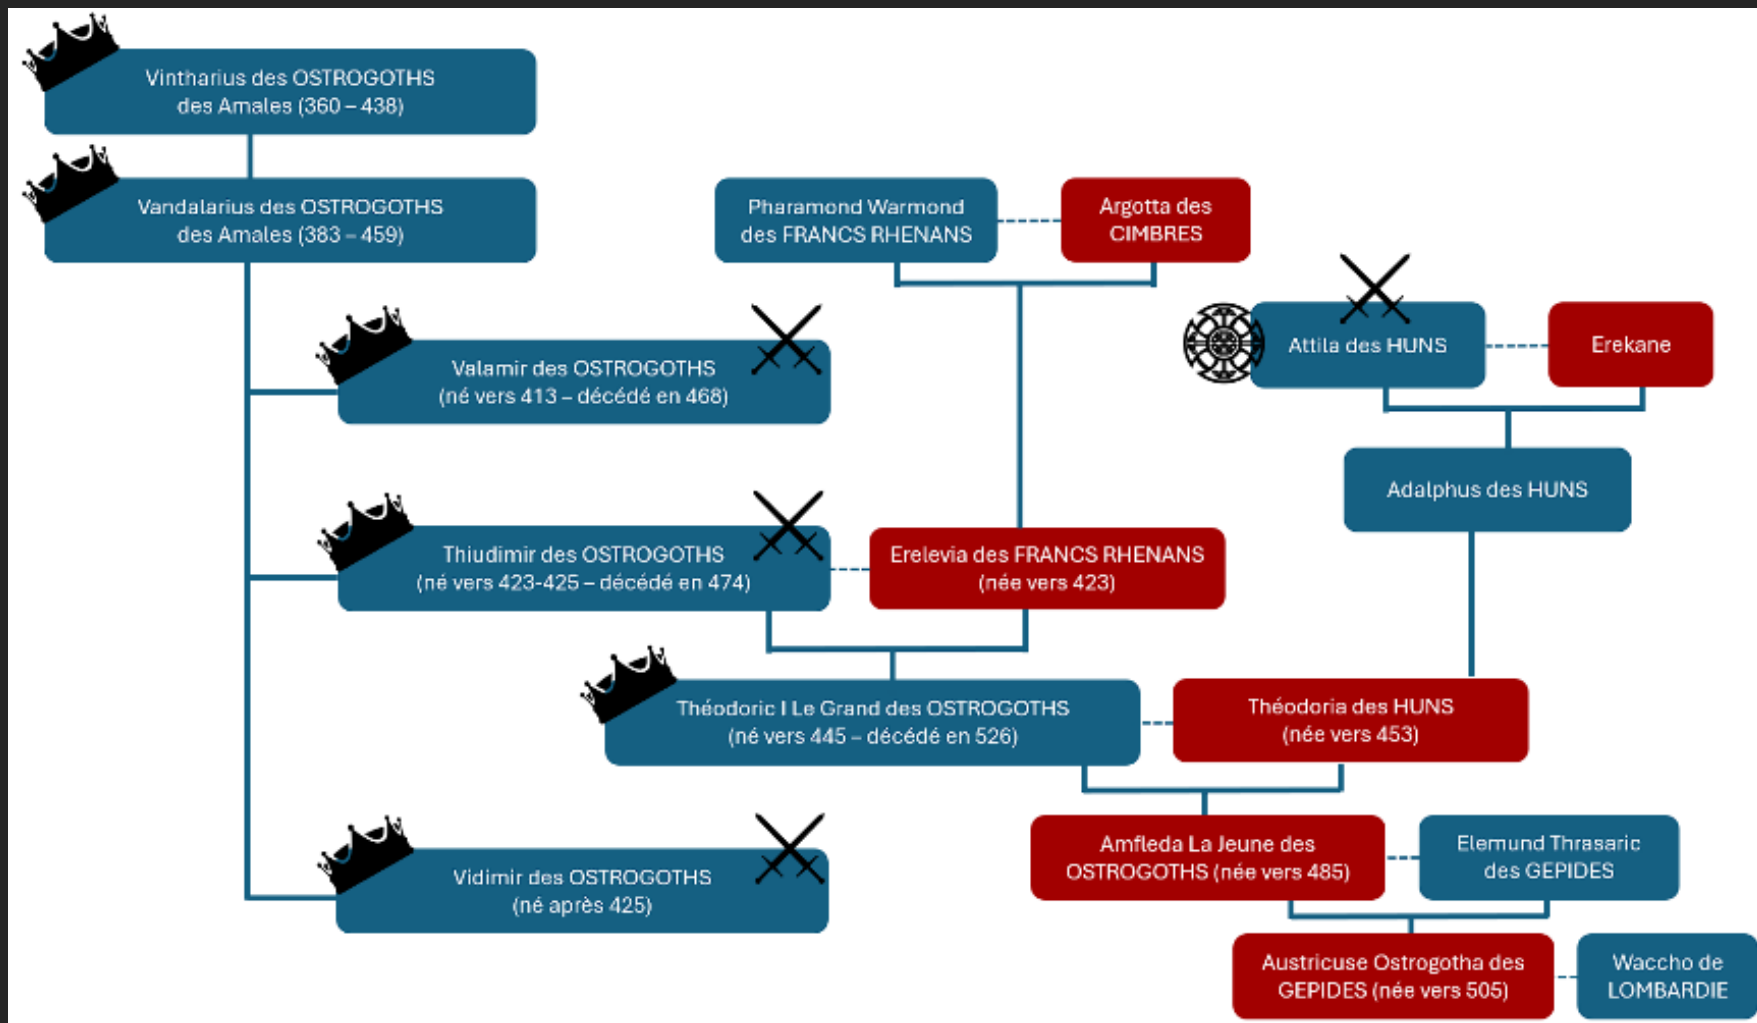 Vintharius des OSTROGOTHS
des Amales (360 – 438)
Vandalarius des OSTROGOTHS
des Amales (383 – 459)
Pharamond Warmond
des FRANCS RHENANS
Argotta des
CIMBRES
Valamir des OSTROGOTHS
(né vers 413 – décédé en 468)
Attila des HUNS
Erekane
Adalphus des HUNS
Thiudimir des OSTROGOTHS
(né vers 423-425 – décédé en 474)
Erelevia des FRANCS RHENANS
(née vers 423)
Théodoric I Le Grand des OSTROGOTHS
(né vers 445 – décédé en 526)
Théodoria des HUNS
(née vers 453)
Amfleda La Jeune des
OSTROGOTHS (née vers 485)
Elemund Thrasaric
des GEPIDES
Vidimir des OSTROGOTHS
(né après 425)
Austricuse Ostrogotha des
GEPIDES (née vers 505)
Waccho de
LOMBARDIE